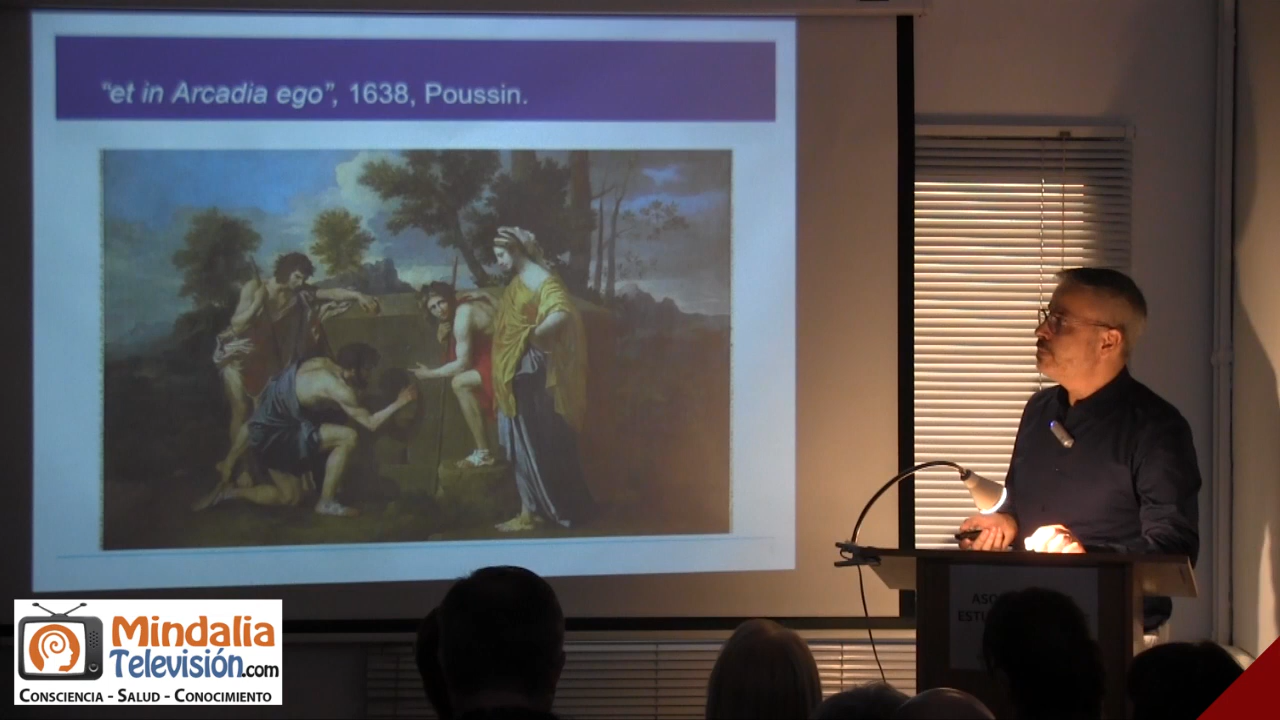 "et in Arcadia ego", 1638, Poussin.
Mindalia
Televisión.com
CONSCIENCIA - SALUD - CONOCIMIENTO